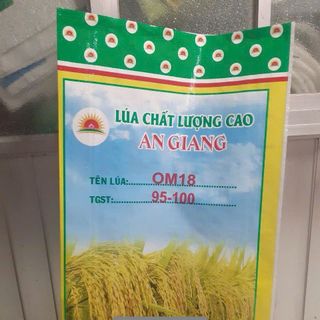 LÚA CHẤT LƯỢNG CAO
AN GIANG
TÊN LÚA: OM18
TGST: 95-100